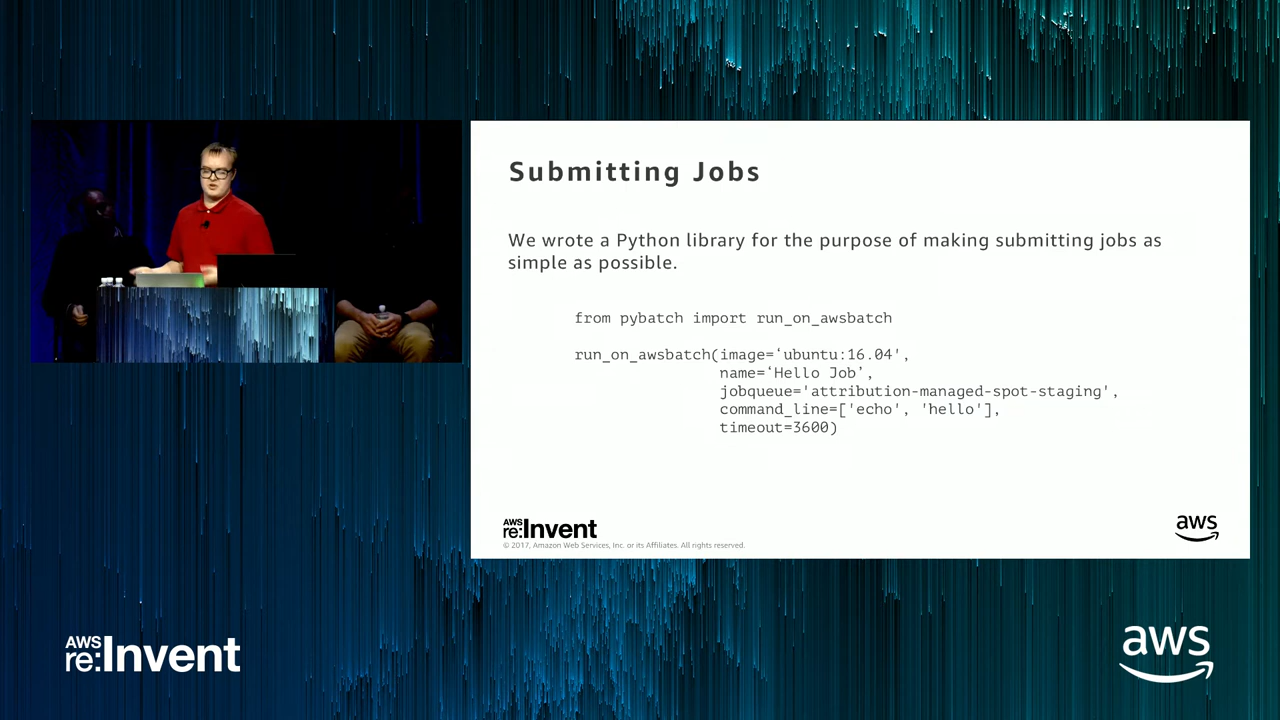 Submitting Jobs
We wrote a Python library for the purpose of making submitting jobs as
simple as possible.
from pybatch import run_on_awsbatch
run_on_awsbatch(image=‘ubuntu:16.04',
name=‘Hello Job’,
jobqueue='attribution-managed-spot-staging',
command_line=['echo', 'hello'],
timeout=3600)
AWS
re:Invent
© 2017, Amazon Web Services, Inc. or its Affiliates. All rights reserved.
aws
AWS
re:Invent
aws